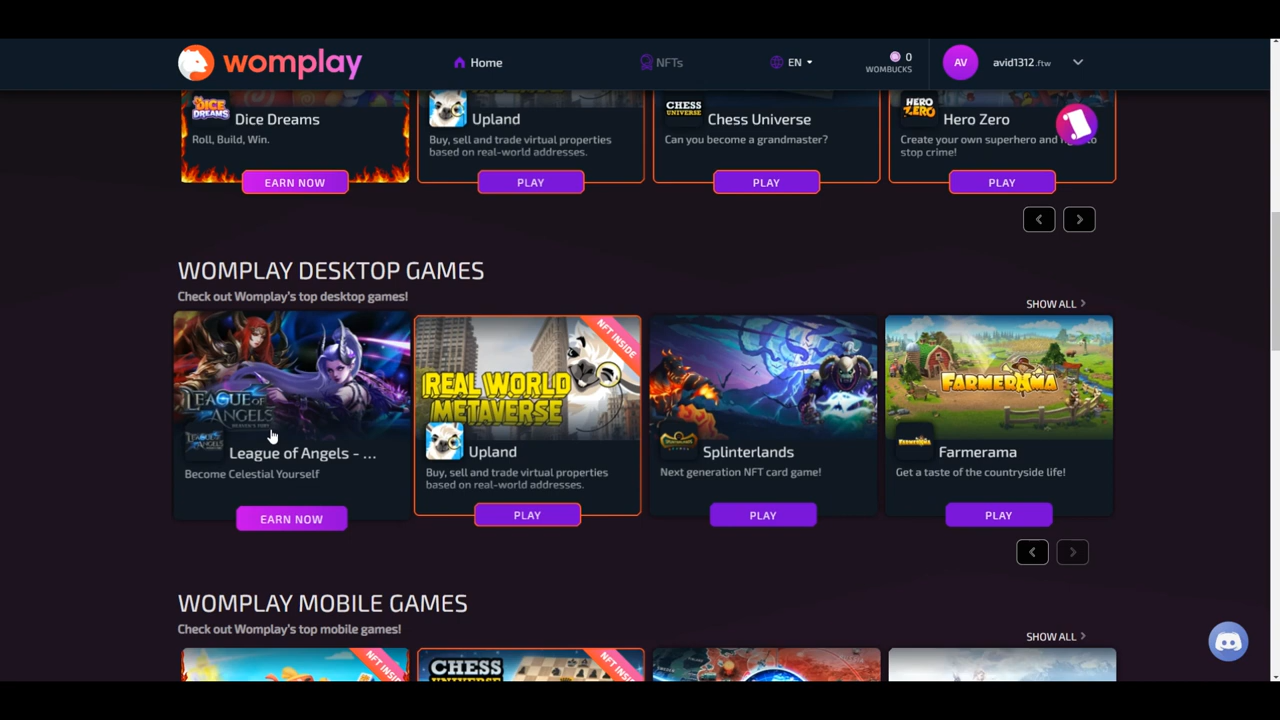 womplay
Home
NFTs
EN
0
WOMBUCKS
AV
avid1312.ftw
DICE DREAMS
Dice Dreams
Roll, Build, Win.
EARN NOW
Upland
Buy, sell and trade virtual properties
based on real-world addresses.
PLAY
CHESS
UNIVERSE
Chess Universe
Can you become a grandmaster?
PLAY
HERO
ZERO
Hero Zero
Create your own superhero and
stop crime!
PLAY
WOMPLAY DESKTOP GAMES
Check out Womplay's top desktop games!
SHOW ALL
LEAGUE OF
ANGELS
League of Angels - ...
Become Celestial Yourself
EARN NOW
NFT INSIDE
REAL WORLD
METAVERSE
Upland
Buy, sell and trade virtual properties
based on real-world addresses.
PLAY
Splinterlands
Next generation NFT card game!
PLAY
FARMERAMA
Farmerama
Get a taste of the countryside life!
PLAY
WOMPLAY MOBILE GAMES
Check out Womplay's top mobile games!
SHOW ALL
CHESS